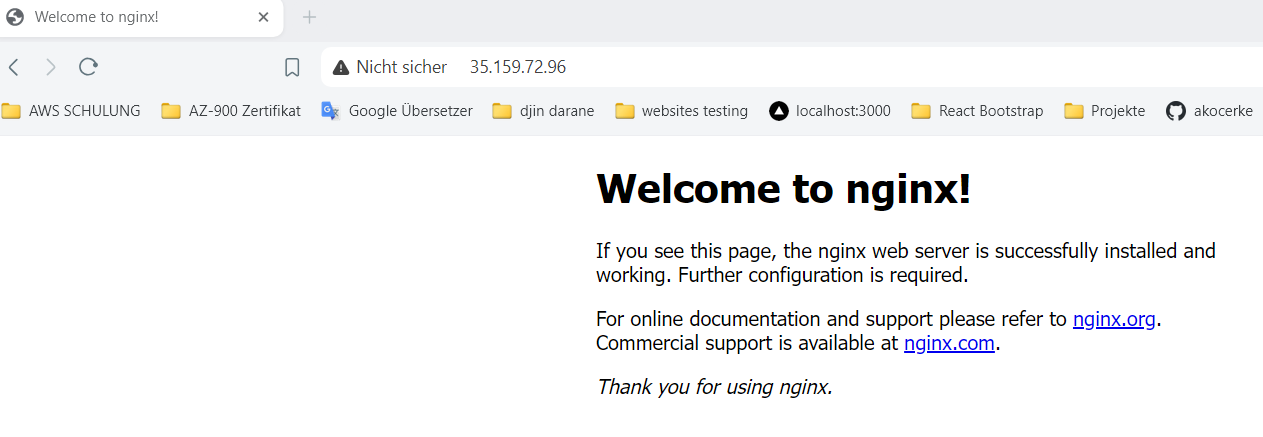 Welcome to nginx!
Nicht sicher 35.159.72.96
AWS SCHULUNG AZ-900 Zertifikat Google Übersetzer djin darane websites testing localhost:3000 React Bootstrap Projekte akocerke
Welcome to nginx!
If you see this page, the nginx web server is successfully installed and
working. Further configuration is required.
For online documentation and support please refer to nginx.org.
Commercial support is available at nginx.com.
Thank you for using nginx.